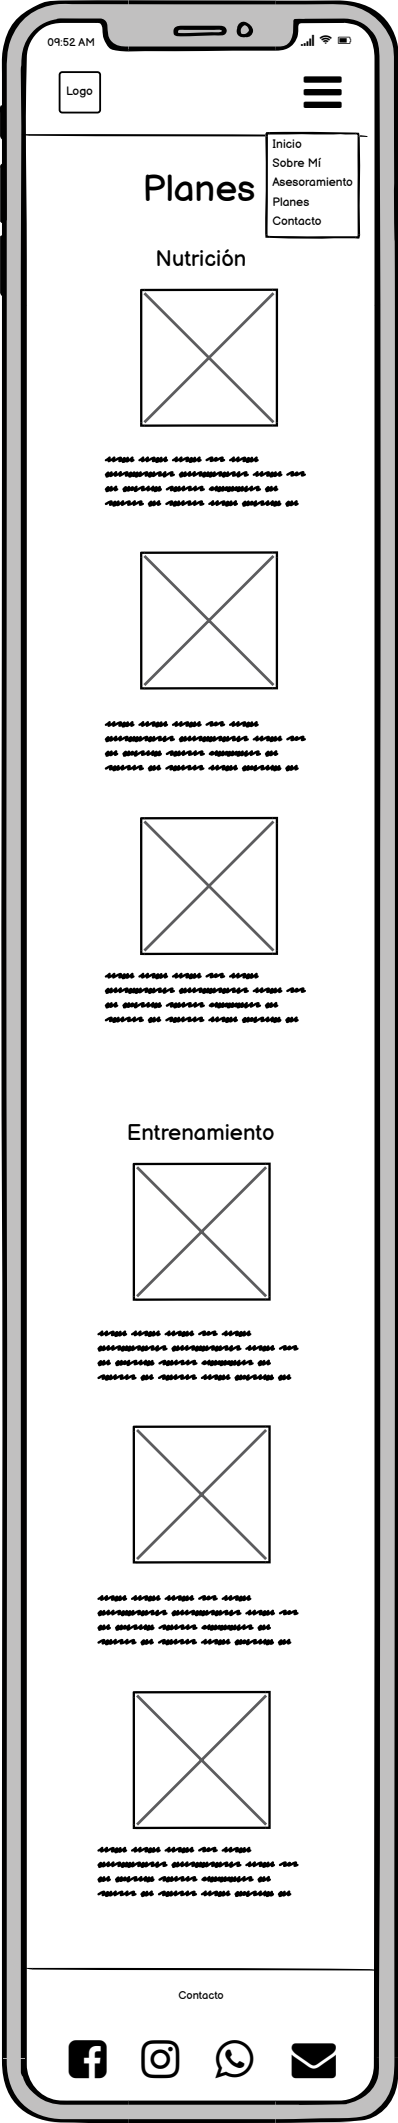 09:52 AM
Logo
Inicio
Sobre Mí
Asesoramiento
Planes
Contacto
Planes
Nutrición
Entrenamiento
Contacto